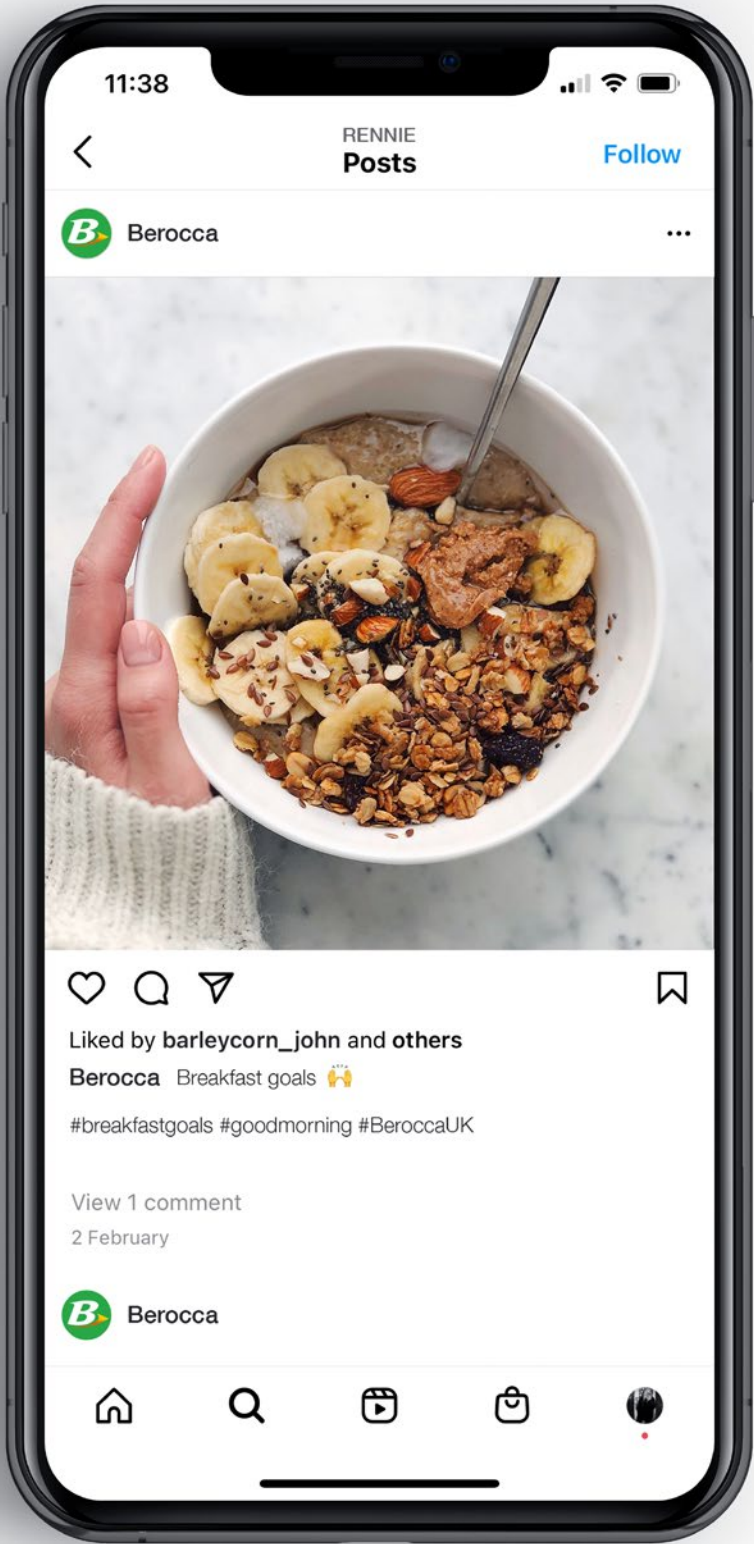 11:38
RENNIE
Posts
Follow
B
Berocca
Liked by barleycorn_john and others
Berocca Breakfast goals 🙌
#breakfastgoals #goodmorning #BeroccaUK
View 1 comment
2 February
B
Berocca